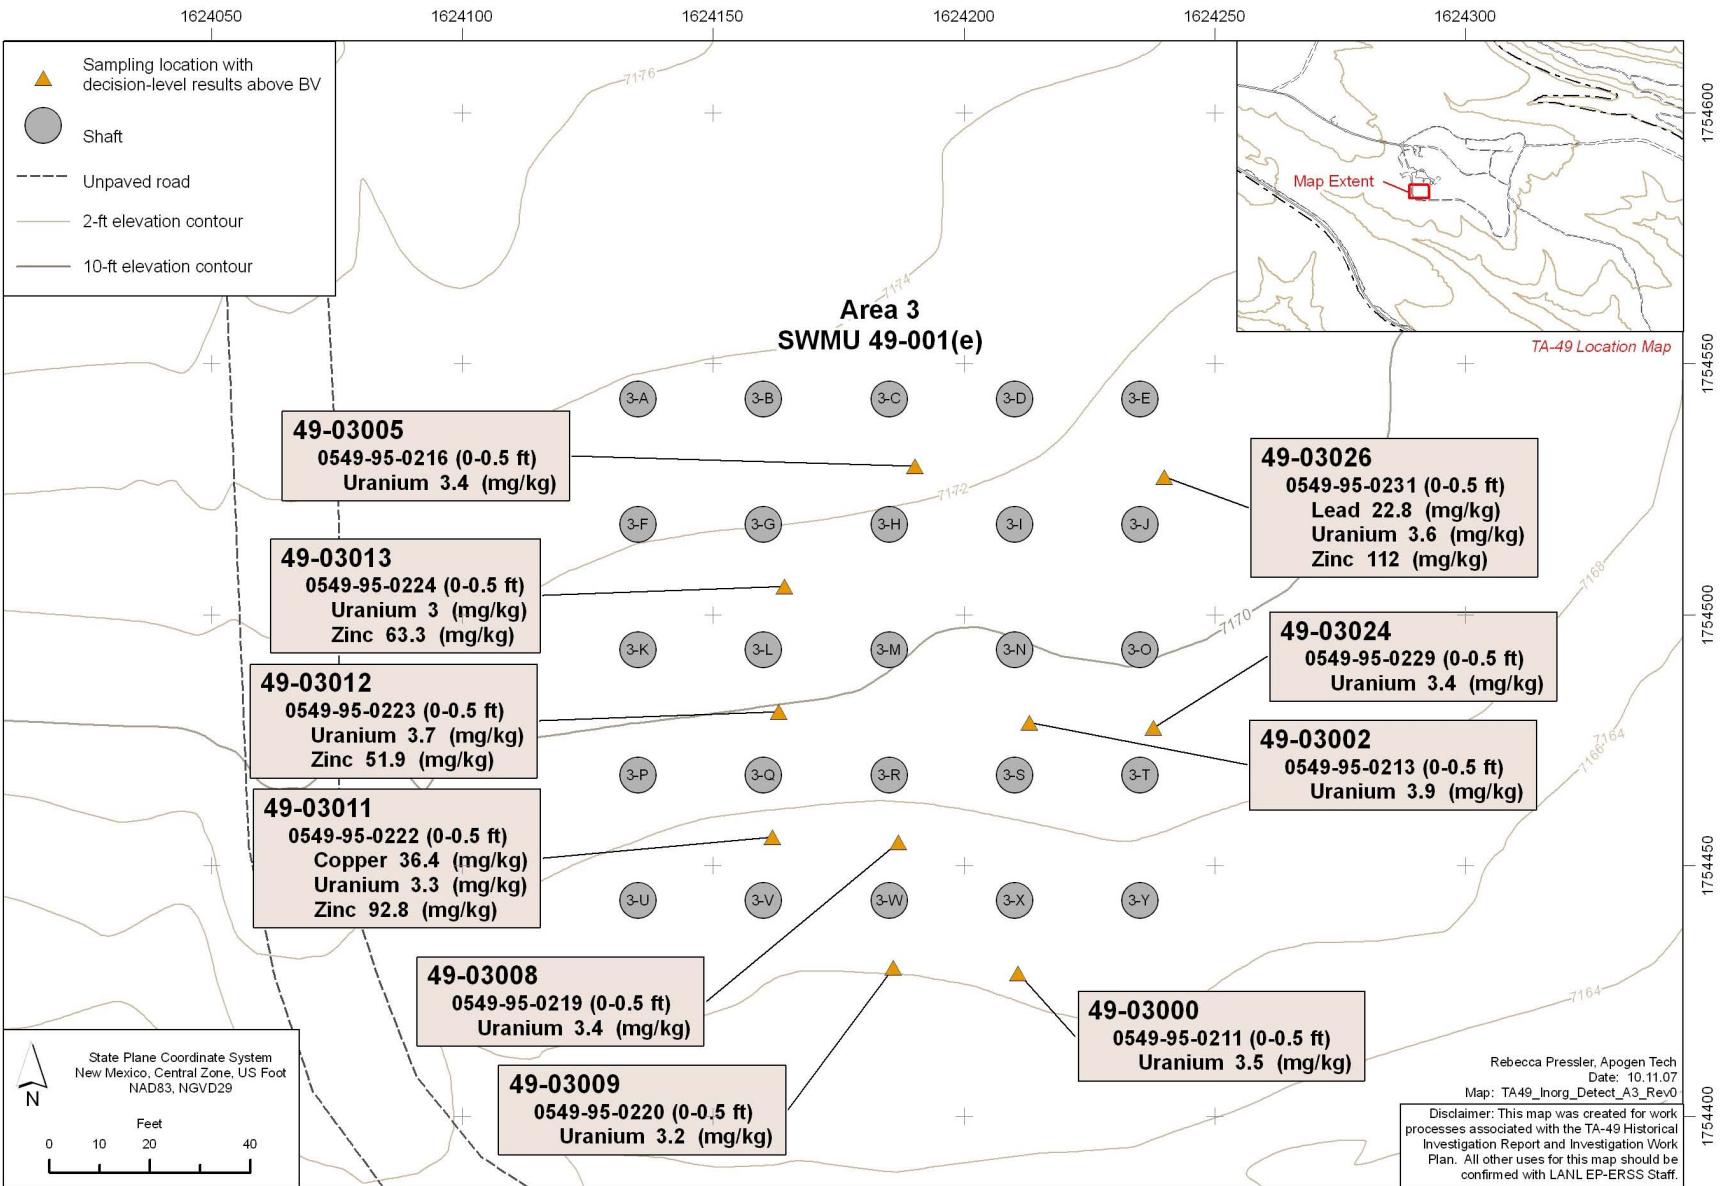 1624050 1624100 1624150 1624200 1624250 1624300
Sampling location with
decision-level results above BV
Shaft
Unpaved road
2-ft elevation contour
10-ft elevation contour
7176
7174
Map Extent
TA-49 Location Map
1754600
1754550
1754500
1754450
1754400
Area 3
SWMU 49-001(e)
3-A 3-B 3-C 3-D 3-E
49-03005
0549-95-0216 (0-0.5 ft)
Uranium 3.4 (mg/kg)
49-03026
0549-95-0231 (0-0.5 ft)
Lead 22.8 (mg/kg)
Uranium 3.6 (mg/kg)
Zinc 112 (mg/kg)
7172
3-F 3-G 3-H 3-I 3-J
49-03013
0549-95-0224 (0-0.5 ft)
Uranium 3 (mg/kg)
Zinc 63.3 (mg/kg)
7168
7170
3-K 3-L 3-M 3-N 3-O
49-03024
0549-95-0229 (0-0.5 ft)
Uranium 3.4 (mg/kg)
49-03012
0549-95-0223 (0-0.5 ft)
Uranium 3.7 (mg/kg)
Zinc 51.9 (mg/kg)
49-03002
0549-95-0213 (0-0.5 ft)
Uranium 3.9 (mg/kg)
7164
7166
3-P 3-Q 3-R 3-S 3-T
49-03011
0549-95-0222 (0-0.5 ft)
Copper 36.4 (mg/kg)
Uranium 3.3 (mg/kg)
Zinc 92.8 (mg/kg)
3-U 3-V 3-W 3-X 3-Y
49-03008
0549-95-0219 (0-0.5 ft)
Uranium 3.4 (mg/kg)
49-03000
0549-95-0211 (0-0.5 ft)
Uranium 3.5 (mg/kg)
7164
49-03009
0549-95-0220 (0-0.5 ft)
Uranium 3.2 (mg/kg)
N
State Plane Coordinate System
New Mexico, Central Zone, US Foot
NAD83, NGVD29
Feet
0 10 20 40
Rebecca Pressler, Apogen Tech
Date: 10.11.07
Map: TA49_Inorg_Detect_A3_Rev0
Disclaimer: This map was created for work
processes associated with the TA-49 Historical
Investigation Report and Investigation Work
Plan. All other uses for this map should be
confirmed with LANL EP-ERSS Staff.